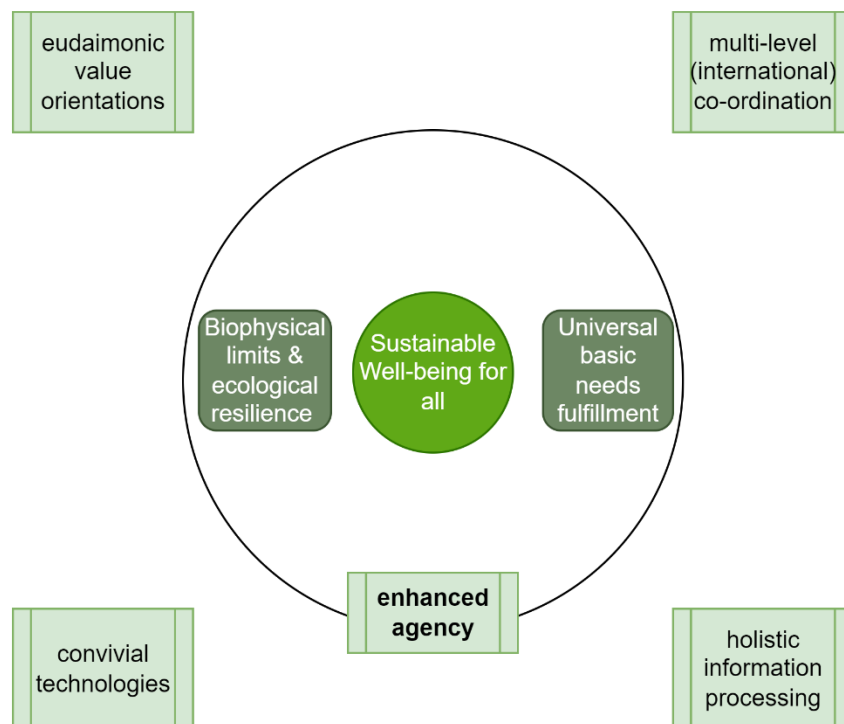 eudaimonic
value
orientations
multi-level
(international)
co-ordination
Biophysical
limits &
ecological
resilience
Sustainable
Well-being for
all
Universal
basic
needs
fulfillment
enhanced
agency
convivial
technologies
holistic
information
processing